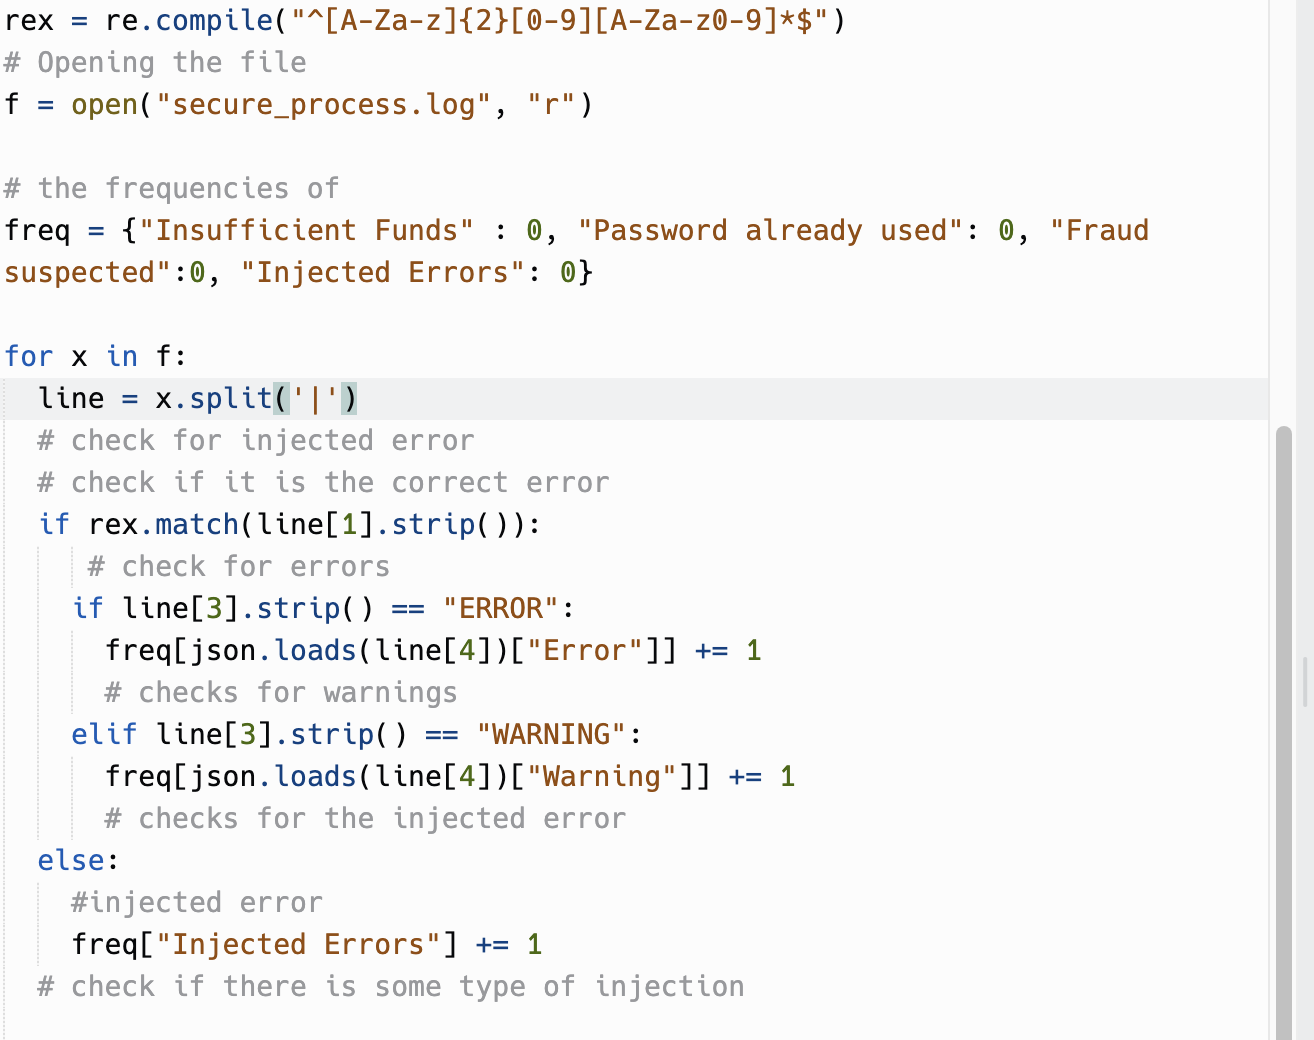 rex = re.compile("^[A-Za-z]{2}[0-9][A-Za-z0-9]*$")
# Opening the file
f = open("secure_process.log", "r")

# the frequencies of
freq = {"Insufficient Funds" : 0, "Password already used": 0, "Fraud
suspected":0, "Injected Errors": 0}

for x in f:
  line = x.split('|')
  # check for injected error
  # check if it is the correct error
  if rex.match(line[1].strip()):
     # check for errors
    if line[3].strip() == "ERROR":
      freq[json.loads(line[4])["Error"]] += 1
      # checks for warnings
    elif line[3].strip() == "WARNING":
      freq[json.loads(line[4])["Warning"]] += 1
      # checks for the injected error
  else:
    #injected error
    freq["Injected Errors"] += 1
  # check if there is some type of injection